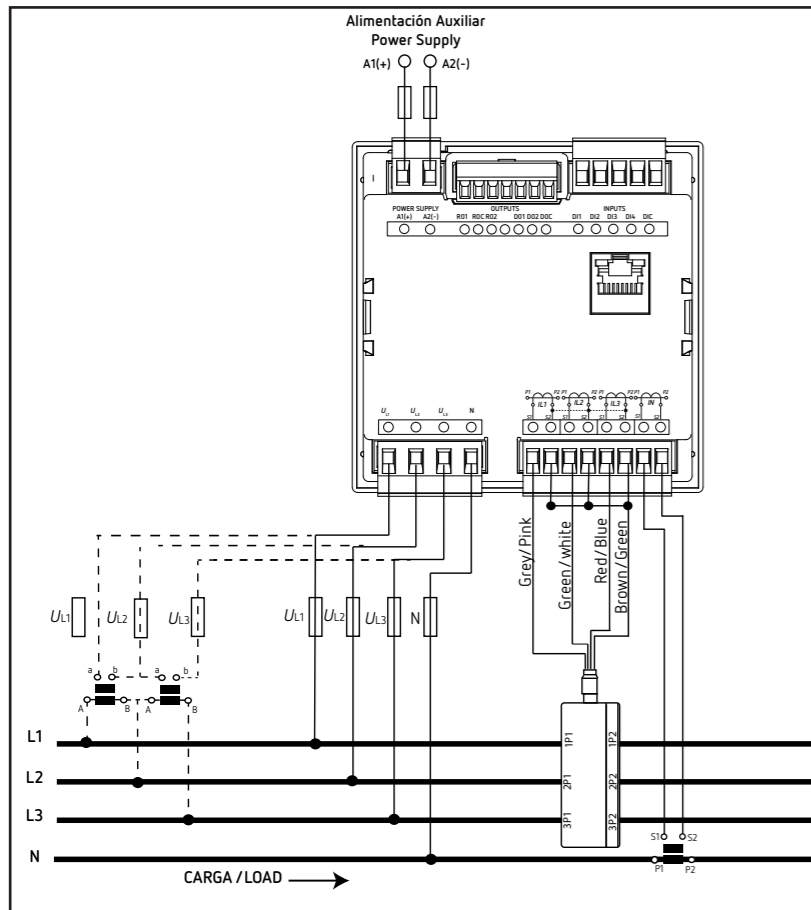 Alimentación Auxiliar
Power Supply
A1(+) A2(-)
I
POWER SUPPLY OUTPUTS INPUTS
A1(+) A2(-) RO1 ROC RO2 DO1 DO2 DOC DI1 DI2 DI3 DI4 DIC
P1 P2 P1 P2 P1 P2 P1 P2
IL1 IL2 IL3 IN
UL1 UL2 UL3 N
S1 S2 S1 S2 S1 S2 S1 S2
Grey/Pink
Green/white
Red/Blue
Brown/Green
UL1 UL2 UL3 UL1 UL2 UL3 N
a b a b
A B A B
L1 1P1 1P2
L2 2P1 2P2
L3 3P1 3P2
S1 S2
N
P1 P2
CARGA / LOAD